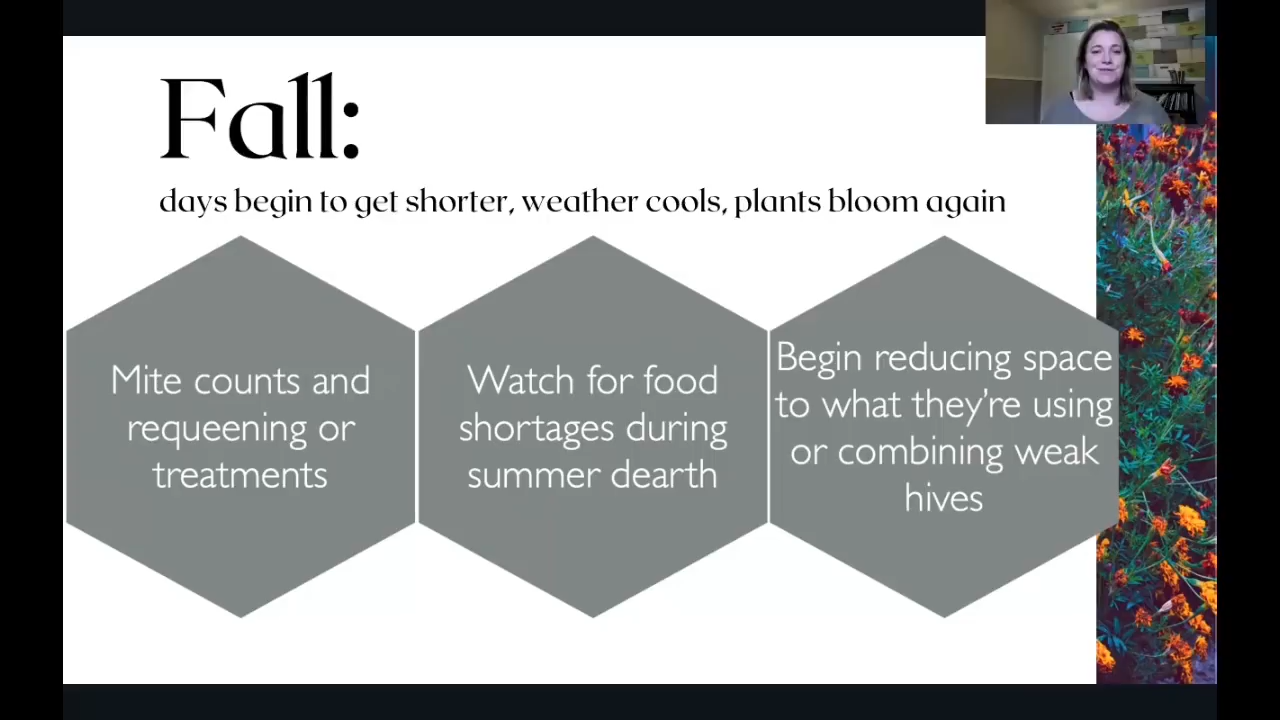 Fall:
days begin to get shorter, weather cools, plants bloom again
Mite counts and
requeening or
treatments
Watch for food
shortages during
summer dearth
Begin reducing space
to what they're using
or combining weak
hives